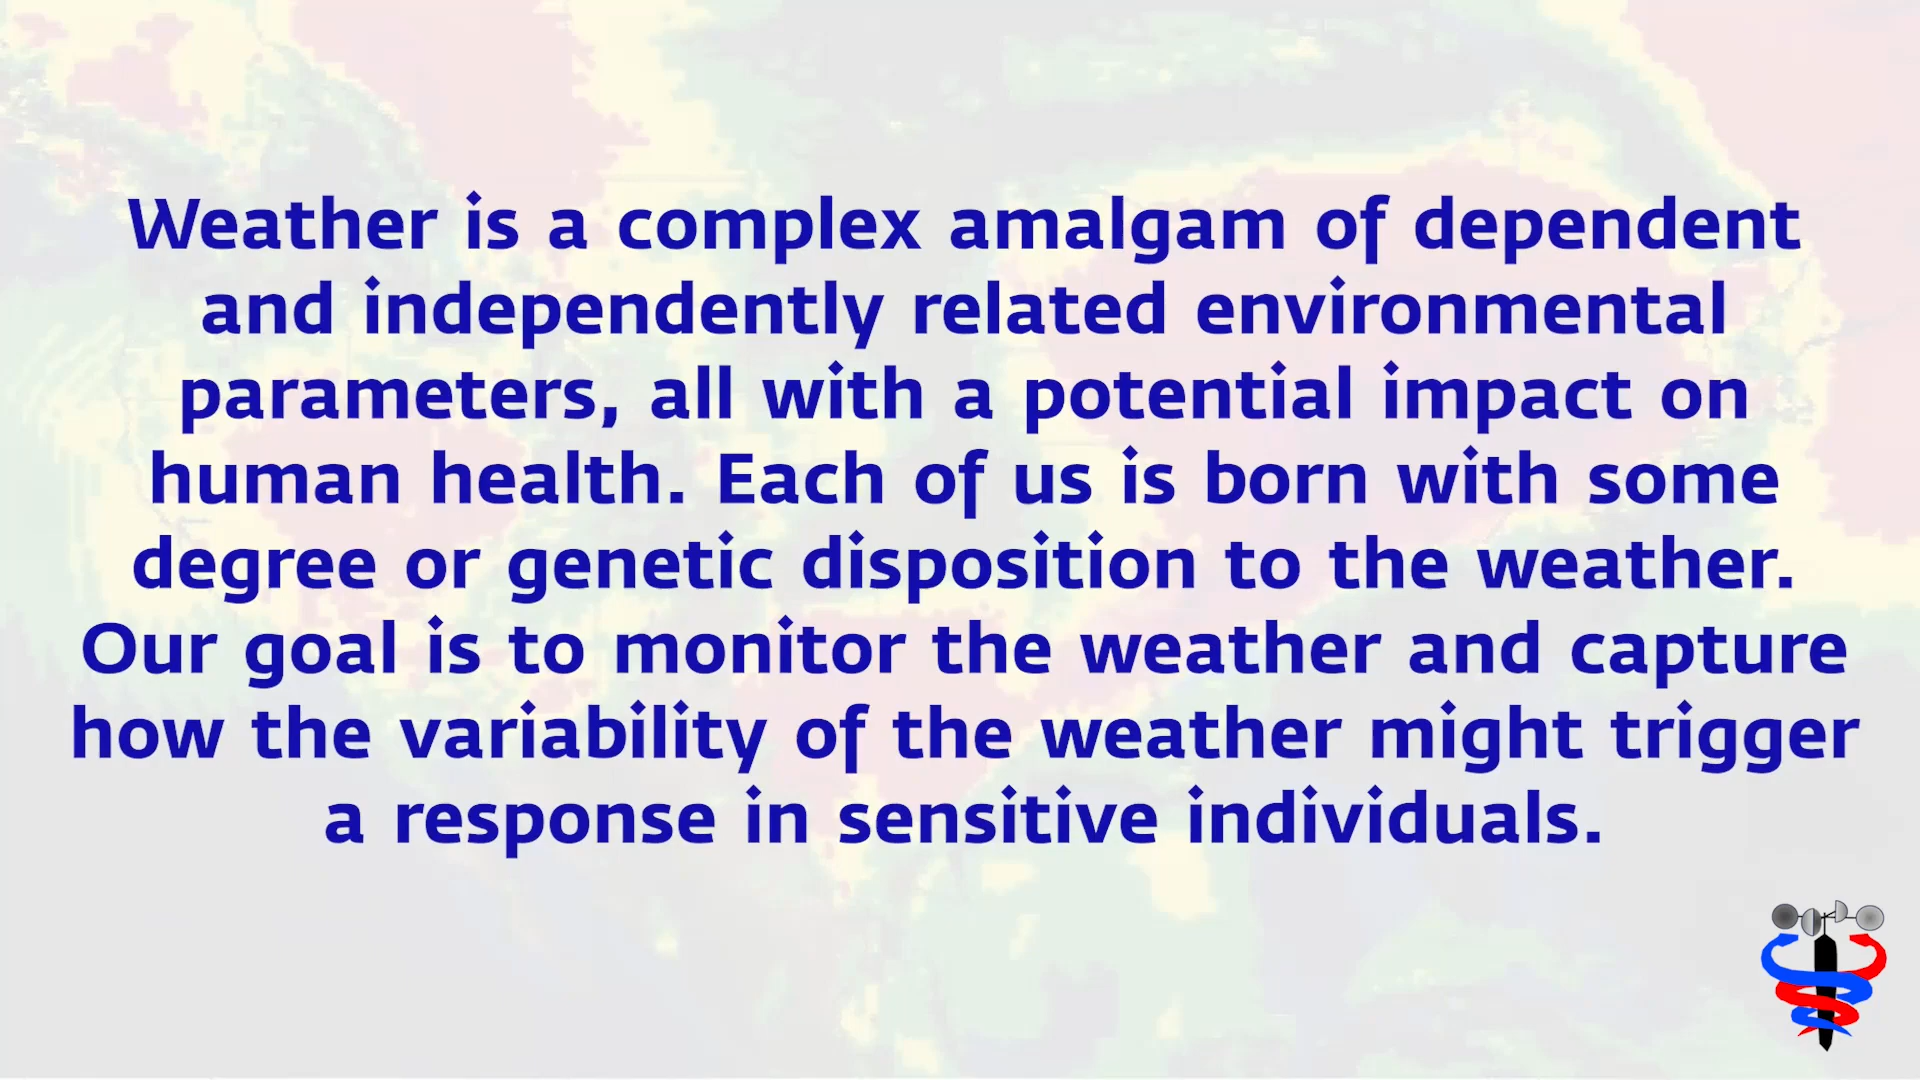 Weather is a complex amalgam of dependent
and independently related environmental
parameters, all with a potential impact on
human health. Each of us is born with some
degree or genetic disposition to the weather.
Our goal is to monitor the weather and capture
how the variability of the weather might trigger
a response in sensitive individuals.